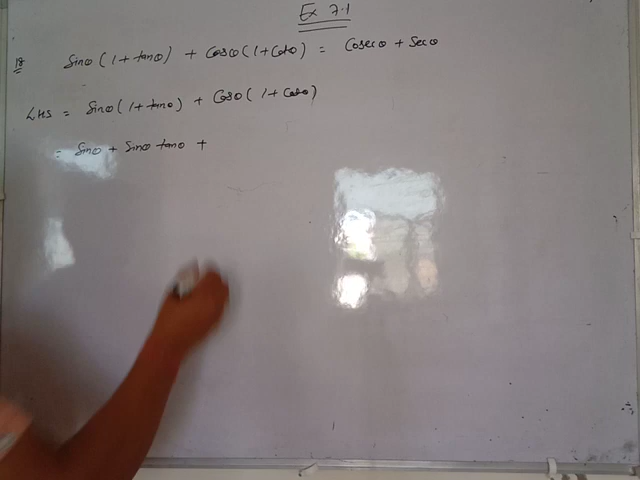 Ex 7.1
18 Sinθ (1+tanθ) + Cosθ (1+Cotθ) = Cosecθ + Secθ
LHS = Sinθ (1+tanθ) + Cosθ (1+Cotθ)
= Sinθ + Sinθ tanθ +